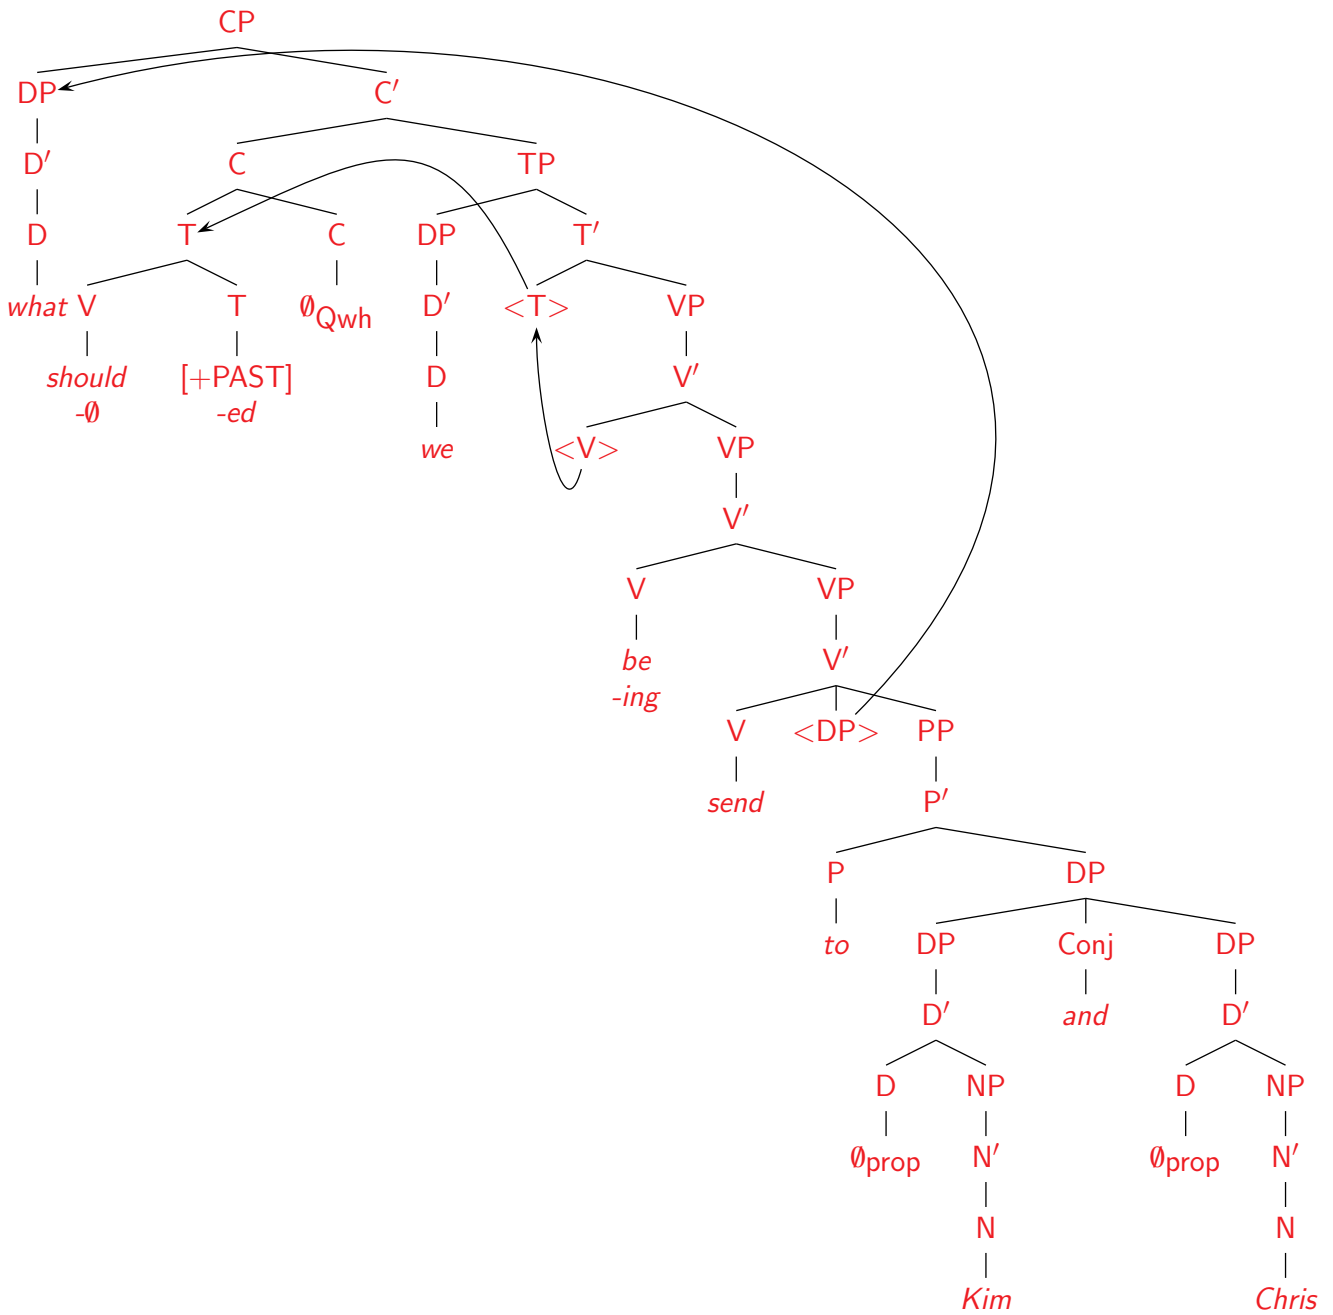 CP
DP C′
D′ C TP
D T C DP T′
what V T ∅Qwh D′ <T> VP
should [+PAST] D V′
-∅ -ed
we <V> VP
V′
V VP
be V′
-ing
V <DP> PP
send P′
P DP
to DP Conj DP
D′ and D′
D NP D NP
∅prop N′ ∅prop N′
N N
Kim Chris